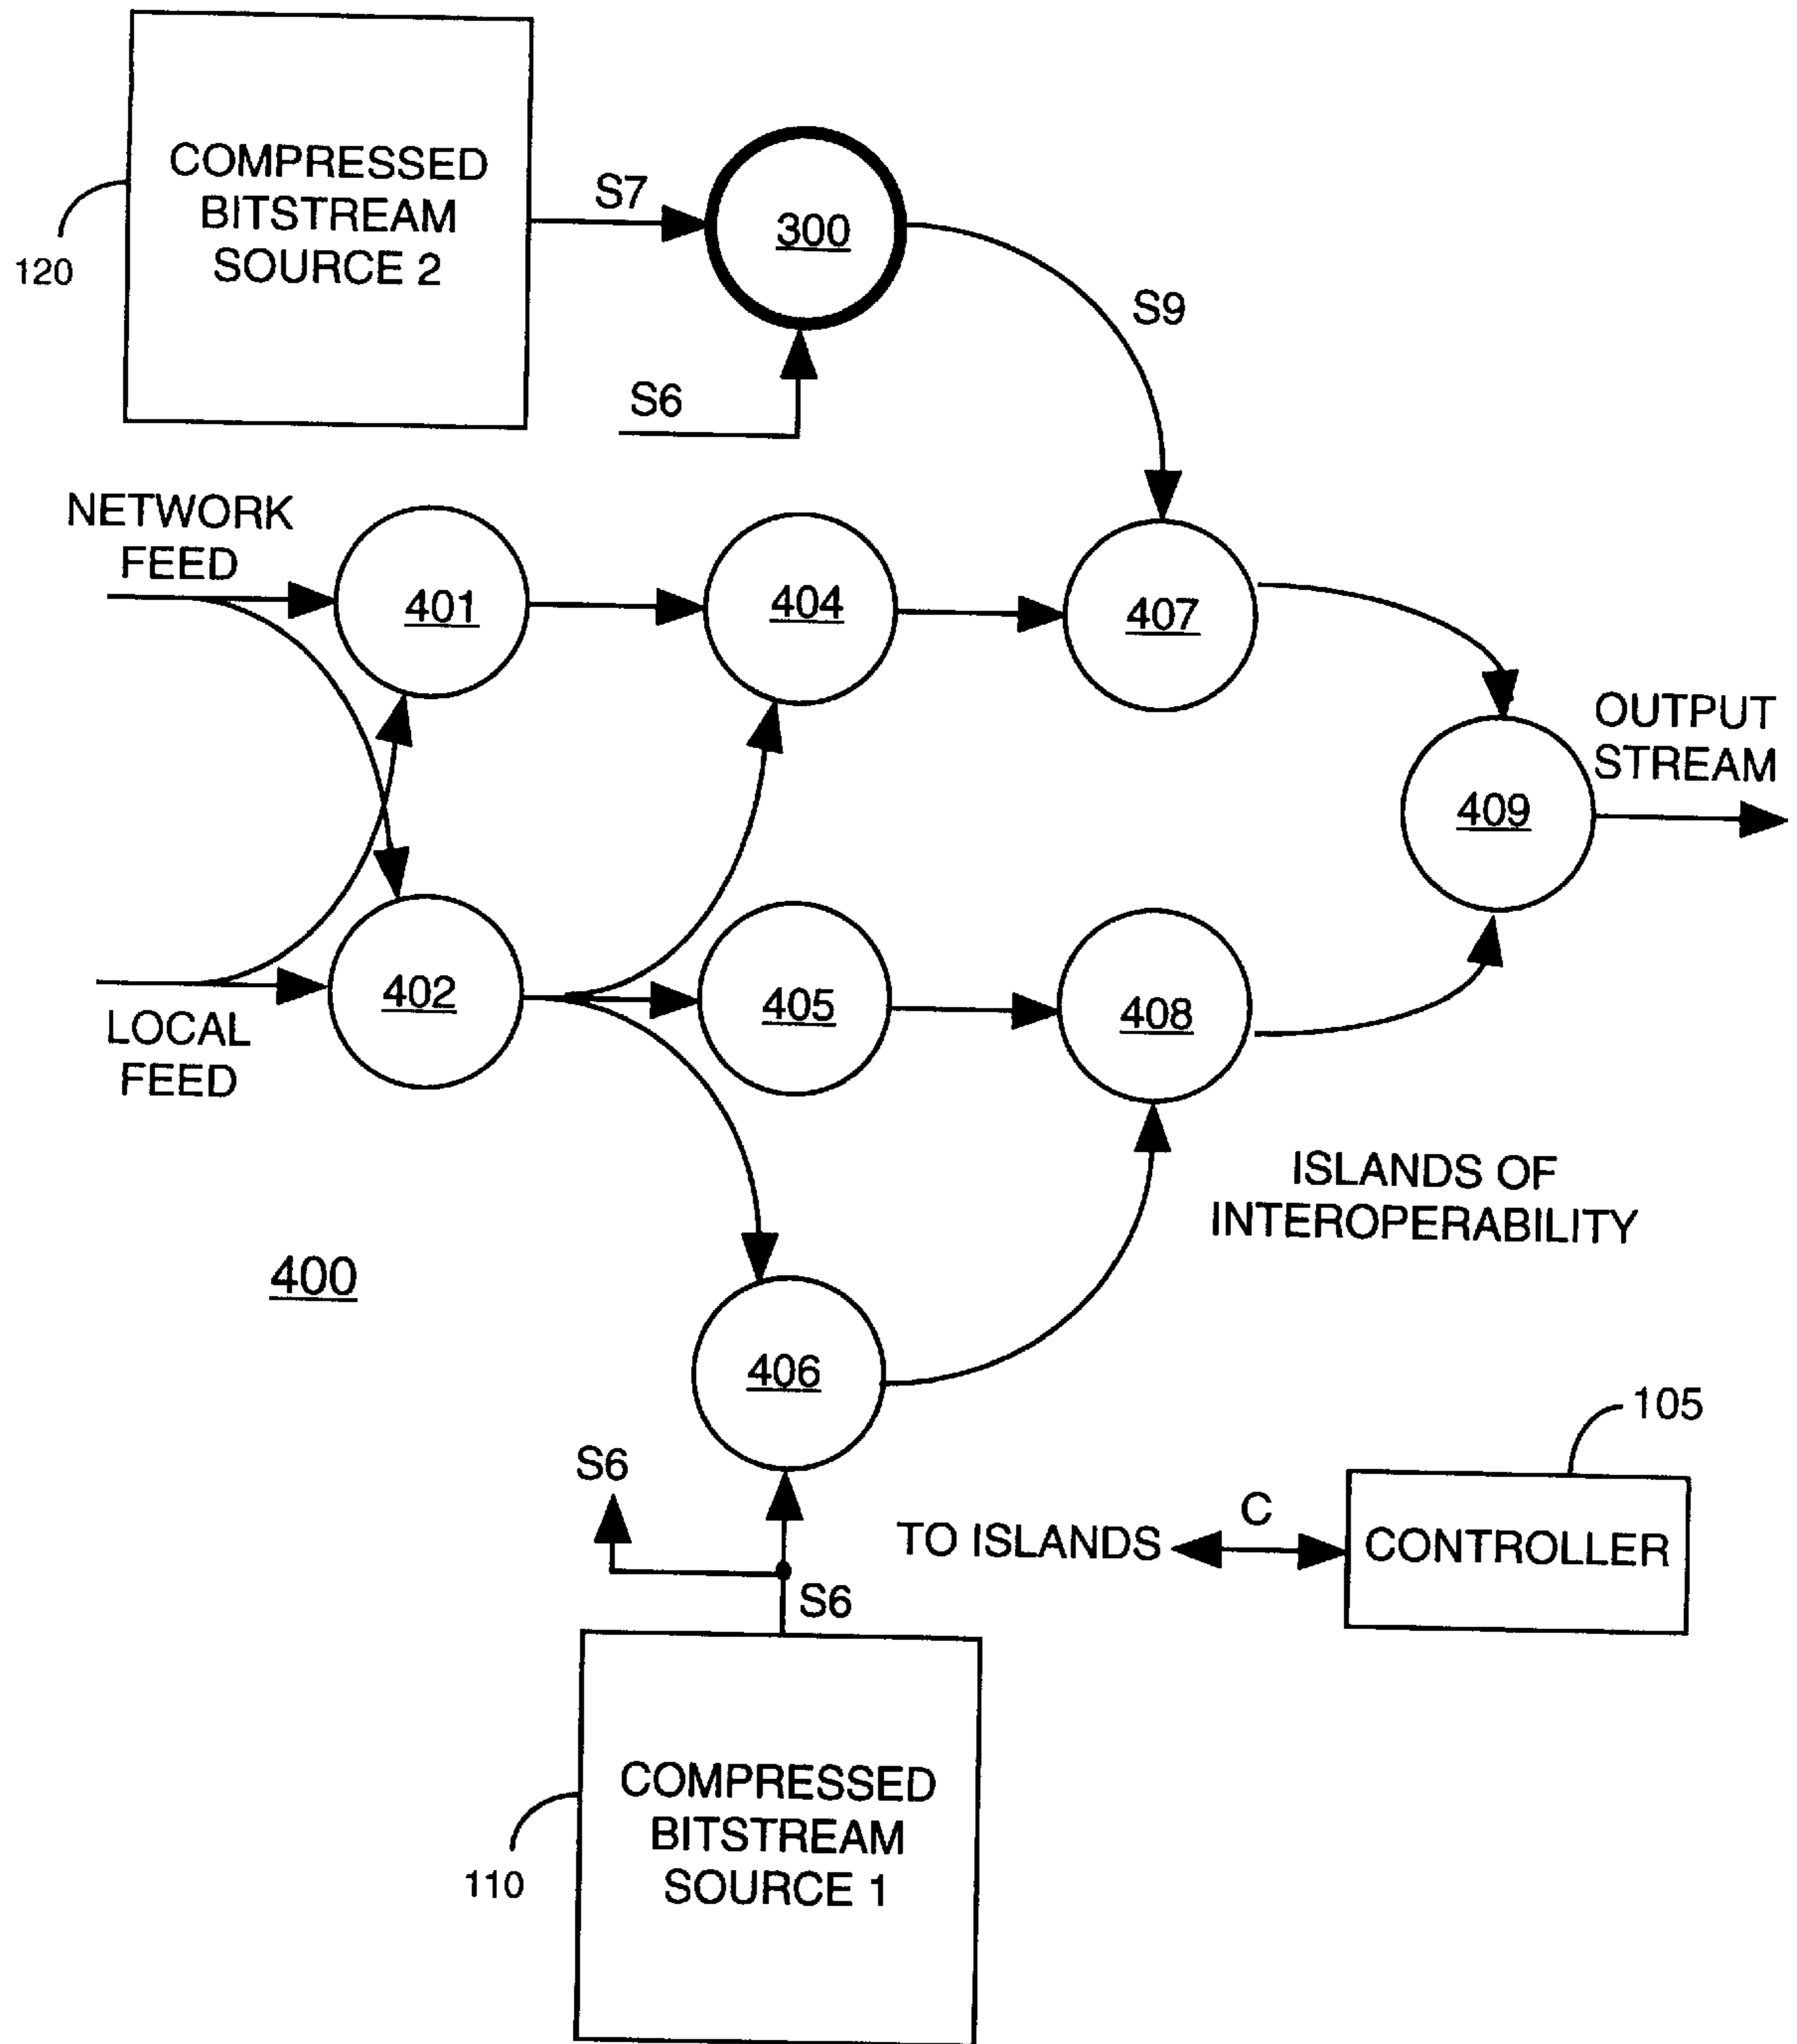 COMPRESSED
BITSTREAM
SOURCE 2
120
S7
300
S9
S6
NETWORK
FEED
401
404
407
OUTPUT
STREAM
409
402
405
408
LOCAL
FEED
ISLANDS OF
INTEROPERABILITY
400
406
105
S6
TO ISLANDS
C
CONTROLLER
S6
COMPRESSED
BITSTREAM
SOURCE 1
110